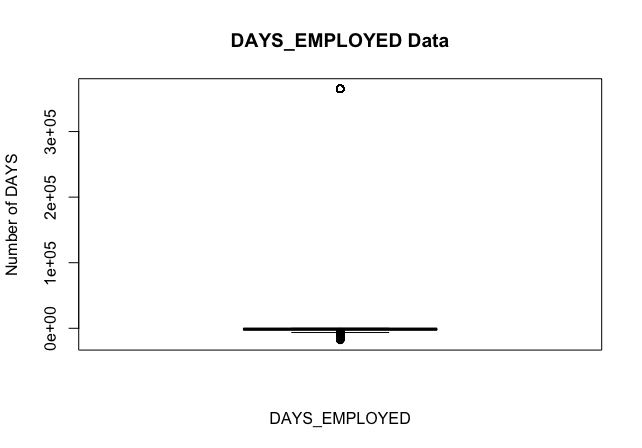 DAYS_EMPLOYED Data
Number of DAYS
3e+05
2e+05
1e+05
0e+00
DAYS_EMPLOYED